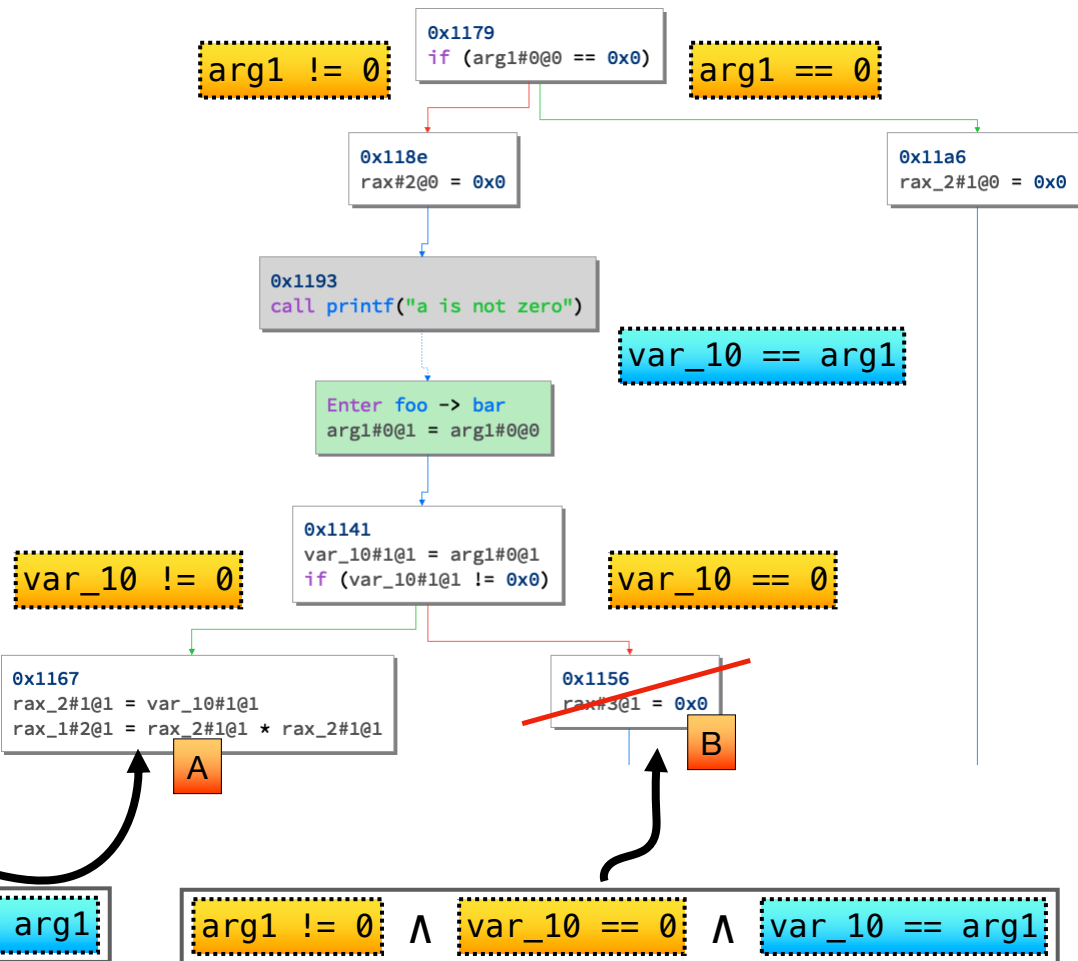 0x1179
if (arg1#0@0 == 0x0)
arg1 != 0
arg1 == 0
0x118e
rax#2@0 = 0x0
0x11a6
rax_2#1@0 = 0x0
0x1193
call printf("a is not zero")
var_10 == arg1
Enter foo -> bar
arg1#0@1 = arg1#0@0
0x1141
var_10#1@1 = arg1#0@1
if (var_10#1@1 != 0x0)
var_10 != 0
var_10 == 0
0x1167
rax_2#1@1 = var_10#1@1
rax_1#2@1 = rax_2#1@1 * rax_2#1@1
A
0x1156
rax#3@1 = 0x0
B
arg1
arg1 != 0 ∧ var_10 == 0 ∧ var_10 == arg1